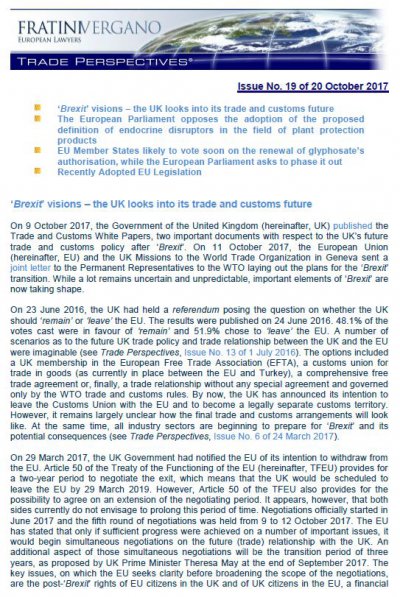 FRATINIVERGANO
EUROPEAN LAWYERS
TRADE PERSPECTIVES®
Issue No. 19 of 20 October 2017
'Brexit' visions – the UK looks into its trade and customs future
The European Parliament opposes the adoption of the proposed
definition of endocrine disruptors in the field of plant protection
products
EU Member States likely to vote soon on the renewal of glyphosate's
authorisation, while the European Parliament asks to phase it out
Recently Adopted EU Legislation
'Brexit' visions – the UK looks into its trade and customs future
On 9 October 2017, the Government of the United Kingdom (hereinafter, UK) published the
Trade and Customs White Papers, two important documents with respect to the UK's future
trade and customs policy after 'Brexit'. On 11 October 2017, the European Union
(hereinafter, EU) and the UK Missions to the World Trade Organization in Geneva sent a
joint letter to the Permanent Representatives to the WTO laying out the plans for the 'Brexit'
transition. While a lot remains uncertain and unpredictable, important elements of 'Brexit' are
now taking shape.
On 23 June 2016, the UK had held a referendum posing the question on whether the UK
should 'remain' or 'leave' the EU. The results were published on 24 June 2016. 48.1% of the
votes cast were in favour of 'remain' and 51.9% chose to 'leave' the EU. A number of
scenarios as to the future UK trade policy and trade relationship between the UK and the EU
were imaginable (see Trade Perspectives, Issue No. 13 of 1 July 2016). The options included
a UK membership in the European Free Trade Association (EFTA), a customs union for
trade in goods (as currently in place between the EU and Turkey), a comprehensive free
trade agreement or, finally, a trade relationship without any special agreement and governed
only by the WTO trade and customs rules. By now, the UK has announced its intention to
leave the Customs Union with the EU and to become a legally separate customs territory.
However, it remains largely unclear how the final trade and customs arrangements will look
like. At the same time, all industry sectors are beginning to prepare for 'Brexit' and its
potential consequences (see Trade Perspectives, Issue No. 6 of 24 March 2017).
On 29 March 2017, the UK Government had notified the EU of its intention to withdraw from
the EU. Article 50 of the Treaty of the Functioning of the EU (hereinafter, TFEU) provides for
a two-year period to negotiate the exit, which means that the UK would be scheduled to
leave the EU by 29 March 2019. However, Article 50 of the TFEU also provides for the
possibility to agree on an extension of the negotiating period. It appears, however, that both
sides currently do not envisage to prolong this period of time. Negotiations officially started in
June 2017 and the fifth round of negotiations was held from 9 to 12 October 2017. The EU
has stated that only if sufficient progress were achieved on a number of important issues, it
would begin simultaneous negotiations on the future (trade) relationship with the UK. An
additional aspect of those simultaneous negotiations will be the transition period of three
years, as proposed by UK Prime Minister Theresa May at the end of September 2017. The
key issues, on which the EU seeks clarity before broadening the scope of the negotiations,
are the post-'Brexit' rights of EU citizens in the UK and of UK citizens in the EU, a financial